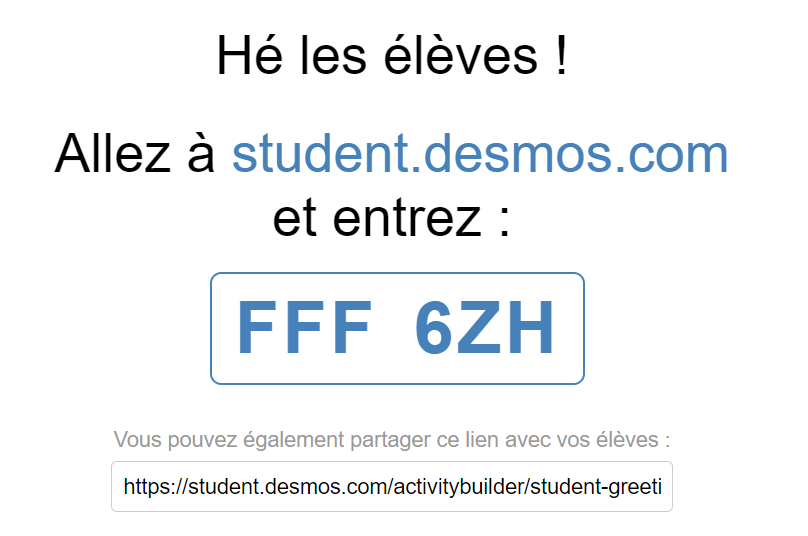 Hé les élèves !
Allez à student.desmos.com
et entrez :
FFF 6ZH
Vous pouvez également partager ce lien avec vos élèves :
https://student.desmos.com/activitybuilder/student-greeti